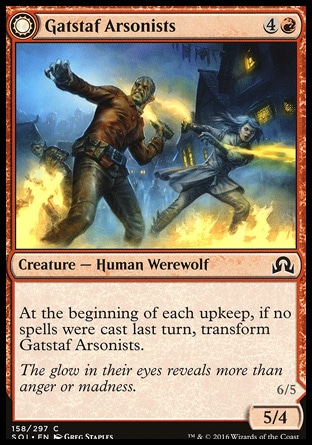 Gatstaf Arsonists 4
Creature — Human Werewolf
At the beginning of each upkeep, if no
spells were cast last turn, transform
Gatstaf Arsonists.
The glow in their eyes reveals more than
anger or madness.
6/5
5/4
158/297 C
SOI • EN Greg Staples
™ & © 2016 Wizards of the Coast